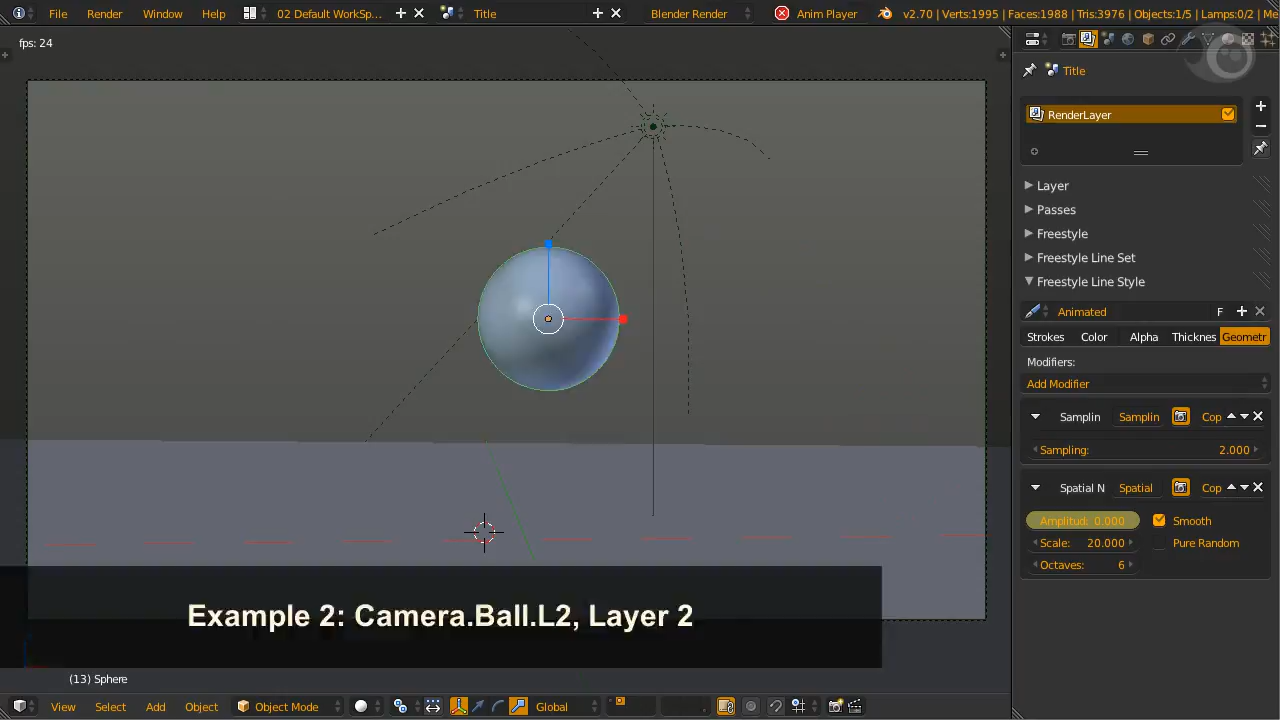 File Render Window Help 02 Default WorkSp... Title Blender Render Anim Player v2.70 | Verts:1995 | Faces:1988 | Tris:3976 | Objects:1/5 | Lamps:0/2 | Me
fps: 24
Title
RenderLayer
Layer
Passes
Freestyle
Freestyle Line Set
Freestyle Line Style
Animated F
Strokes Color Alpha Thicknes Geometr
Modifiers:
Add Modifier
Samplin Samplin Cop
Sampling: 2.000
Spatial N Spatial Cop
Amplitud: 0.000 Smooth
Scale: 20.000 Pure Random
Octaves: 6
Example 2: Camera.Ball.L2, Layer 2
(13) Sphere
View Select Add Object Object Mode Global